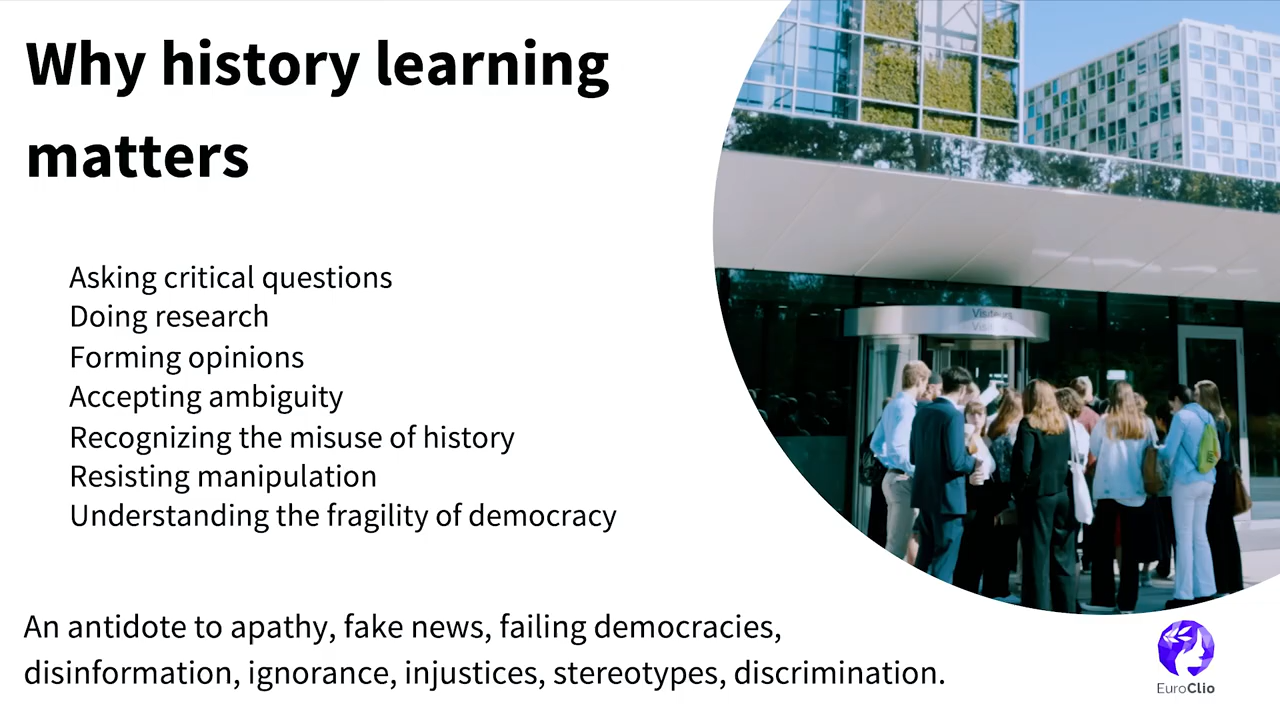 Why history learning
matters
Asking critical questions
Doing research
Forming opinions
Accepting ambiguity
Recognizing the misuse of history
Resisting manipulation
Understanding the fragility of democracy
An antidote to apathy, fake news, failing democracies,
disinformation, ignorance, injustices, stereotypes, discrimination.
Visiteurs
EuroClio